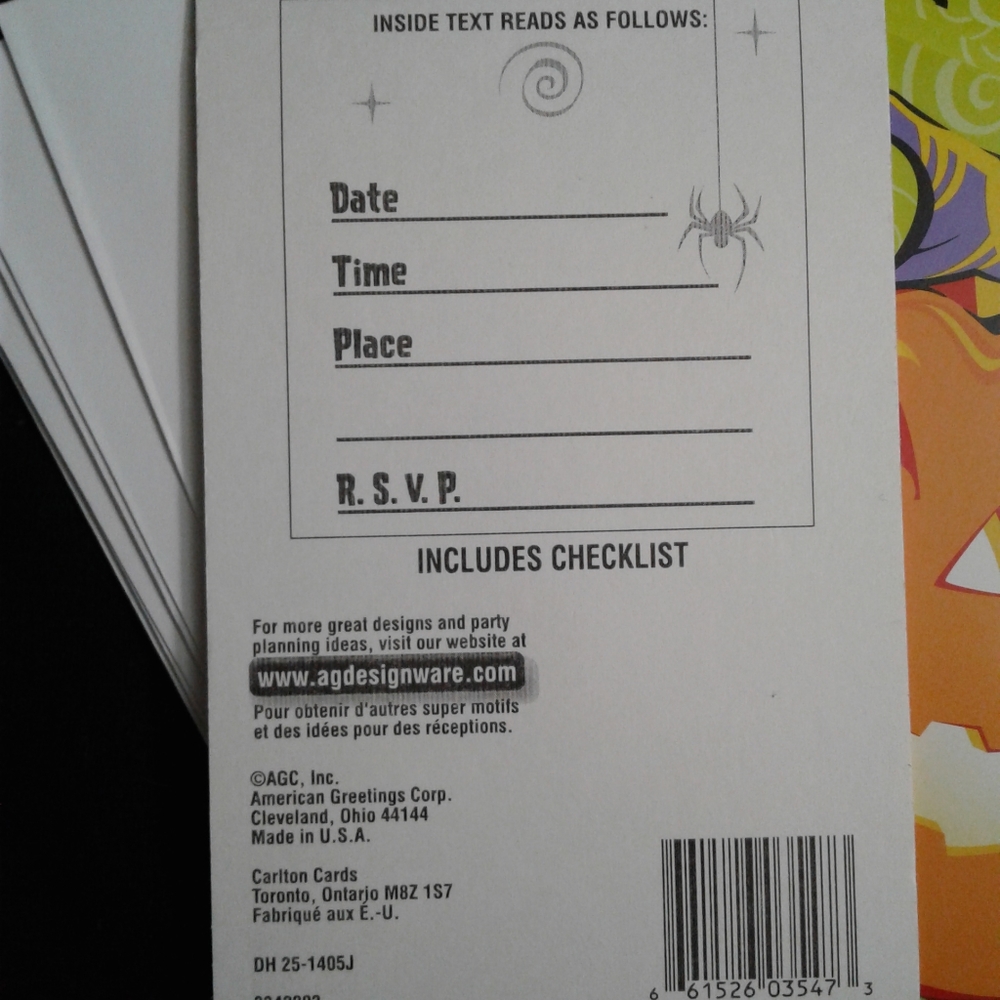 INSIDE TEXT READS AS FOLLOWS:
Date
Time
Place
R. S. V. P.
INCLUDES CHECKLIST
For more great designs and party
planning ideas, visit our website at
www.agdesignware.com
Pour obtenir d'autres super motifs
et des idées pour des réceptions.
©AGC, Inc.
American Greetings Corp.
Cleveland, Ohio 44144
Made in U.S.A.
Carlton Cards
Toronto, Ontario M8Z 1S7
Fabriqué aux É.-U.
DH 25-1405J
6 61526 03547 3